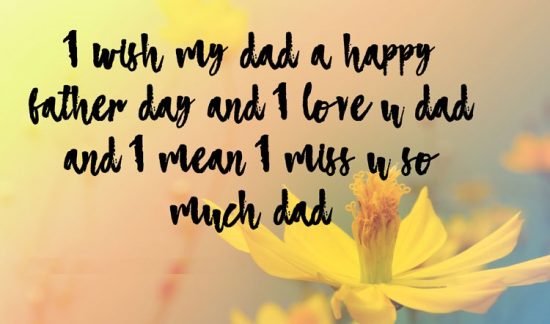 I wish my dad a happy
father day and I love u dad
and I mean I miss u so
much dad